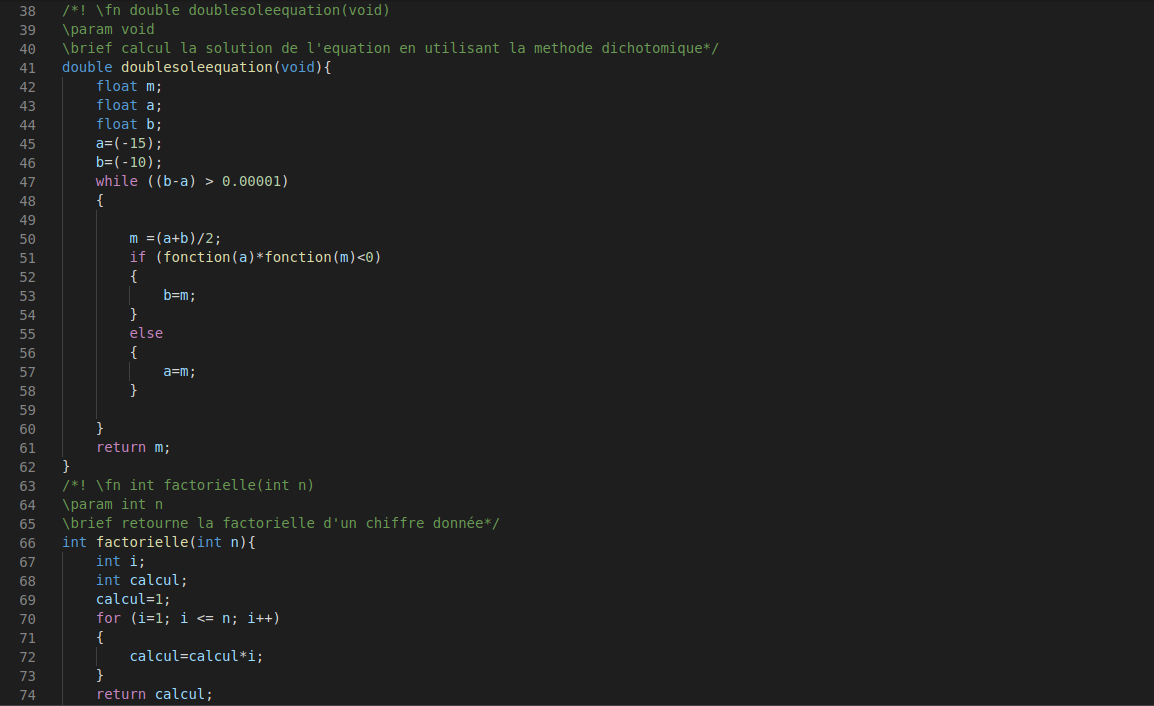 38 /*! \fn double doublesoleequation(void)
39 \param void
40 \brief calcul la solution de l'equation en utilisant la methode dichotomique*/
41 double doublesoleequation(void){
42 float m;
43 float a;
44 float b;
45 a=(-15);
46 b=(-10);
47 while ((b-a) > 0.00001)
48 {
49
50 m =(a+b)/2;
51 if (fonction(a)*fonction(m)<0)
52 {
53 b=m;
54 }
55 else
56 {
57 a=m;
58 }
59
60 }
61 return m;
62 }
63 /*! \fn int factorielle(int n)
64 \param int n
65 \brief retourne la factorielle d'un chiffre donnée*/
66 int factorielle(int n){
67 int i;
68 int calcul;
69 calcul=1;
70 for (i=1; i <= n; i++)
71 {
72 calcul=calcul*i;
73 }
74 return calcul;